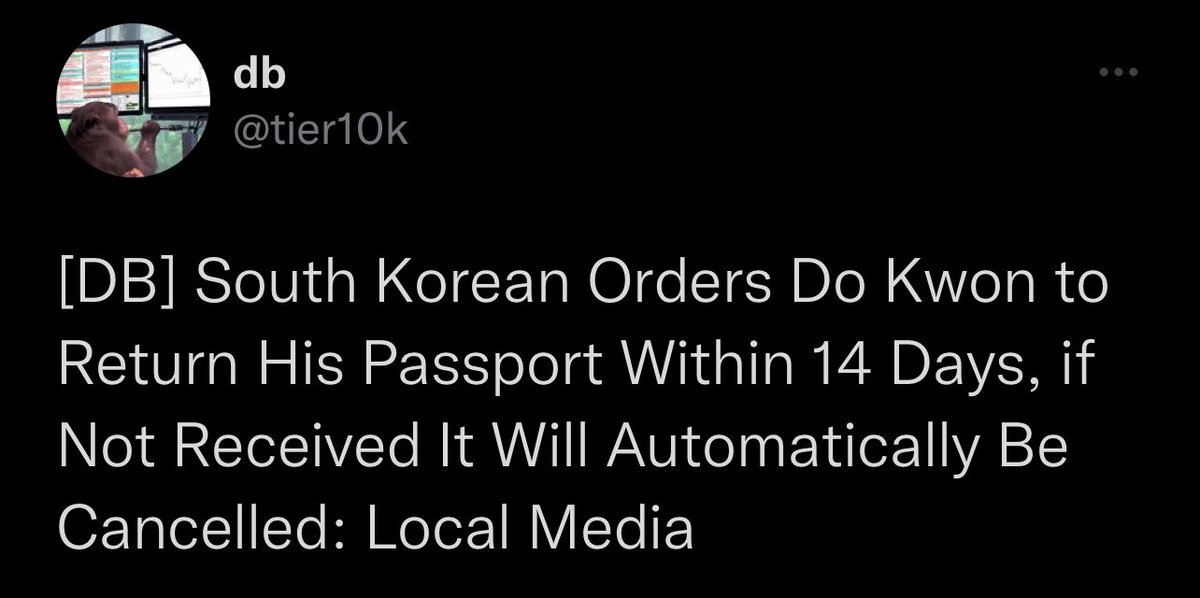 db
@tier10k
[DB] South Korean Orders Do Kwon to
Return His Passport Within 14 Days, if
Not Received It Will Automatically Be
Cancelled: Local Media